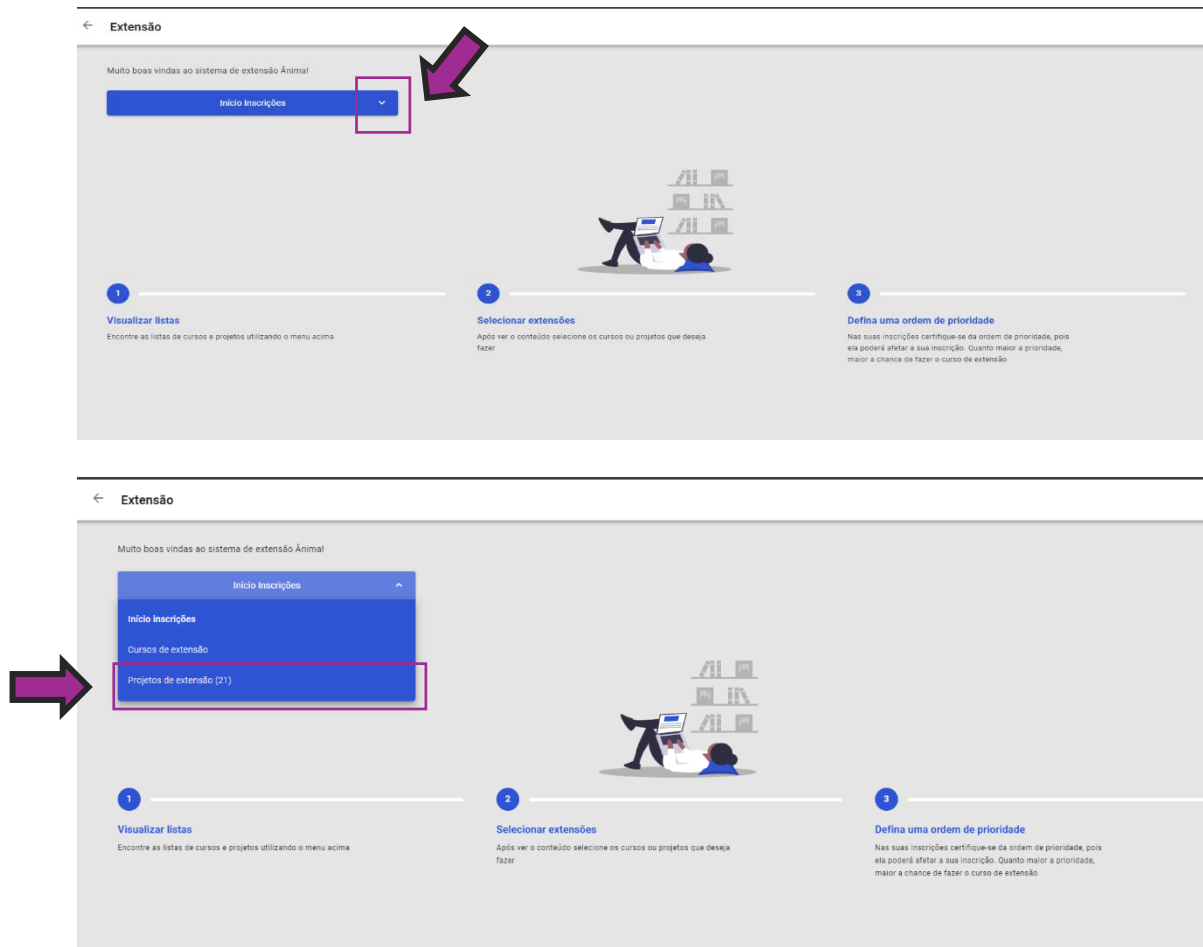 Extensão
Muito boas vindas ao sistema de extensão Ânima!
Início Inscrições
1
2
3
Visualizar listas
Selecionar extensões
Defina uma ordem de prioridade
Encontre as listas de cursos e projetos utilizando o menu acima
Após ver o conteúdo selecione os cursos ou projetos que deseja
fazer
Nas suas inscrições certifique-se da ordem de prioridade, pois
ela poderá afetar a sua inscrição. Quanto maior a prioridade,
maior a chance de fazer o curso de extensão
Extensão
Muito boas vindas ao sistema de extensão Ânima!
Início Inscrições
Início inscrições
Cursos de extensão
Projetos de extensão (21)
1
2
3
Visualizar listas
Selecionar extensões
Defina uma ordem de prioridade
Encontre as listas de cursos e projetos utilizando o menu acima
Após ver o conteúdo selecione os cursos ou projetos que deseja
fazer
Nas suas inscrições certifique-se da ordem de prioridade, pois
ela poderá afetar a sua inscrição. Quanto maior a prioridade,
maior a chance de fazer o curso de extensão